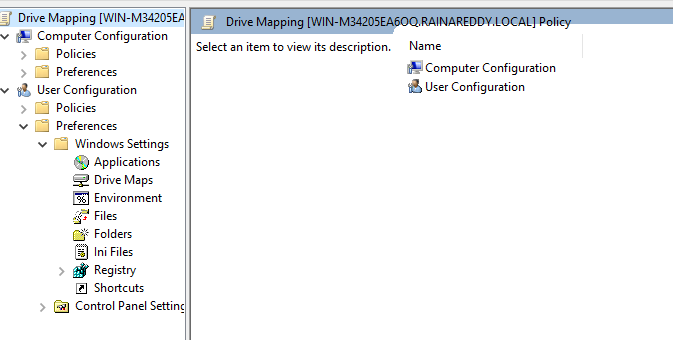 Drive Mapping [WIN-M34205EA
Computer Configuration
Policies
Preferences
User Configuration
Policies
Preferences
Windows Settings
Applications
Drive Maps
Environment
Files
Folders
Ini Files
Registry
Shortcuts
Control Panel Setting
Drive Mapping [WIN-M34205EA6OQ.RAINAREDDY.LOCAL] Policy
Select an item to view its description.
Name
Computer Configuration
User Configuration